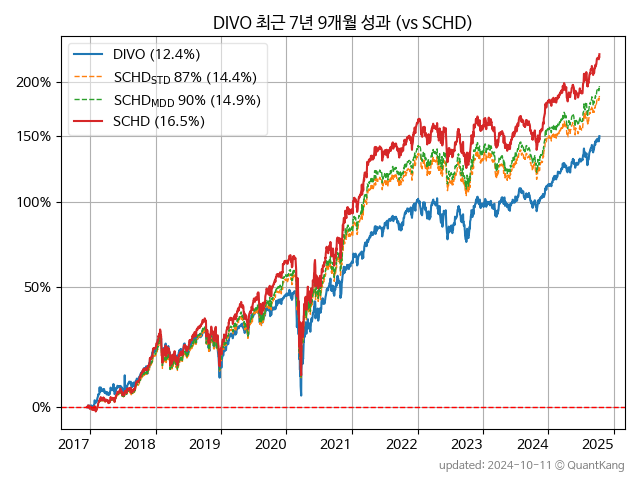 DIVO 최근 7년 9개월 성과 (vs SCHD)
DIVO (12.4%)
SCHD_STD 87% (14.4%)
SCHD_MDD 90% (14.9%)
SCHD (16.5%)
200%
150%
100%
50%
0%
2017 2018 2019 2020 2021 2022 2023 2024 2025
updated: 2024-10-11 © QuantKang